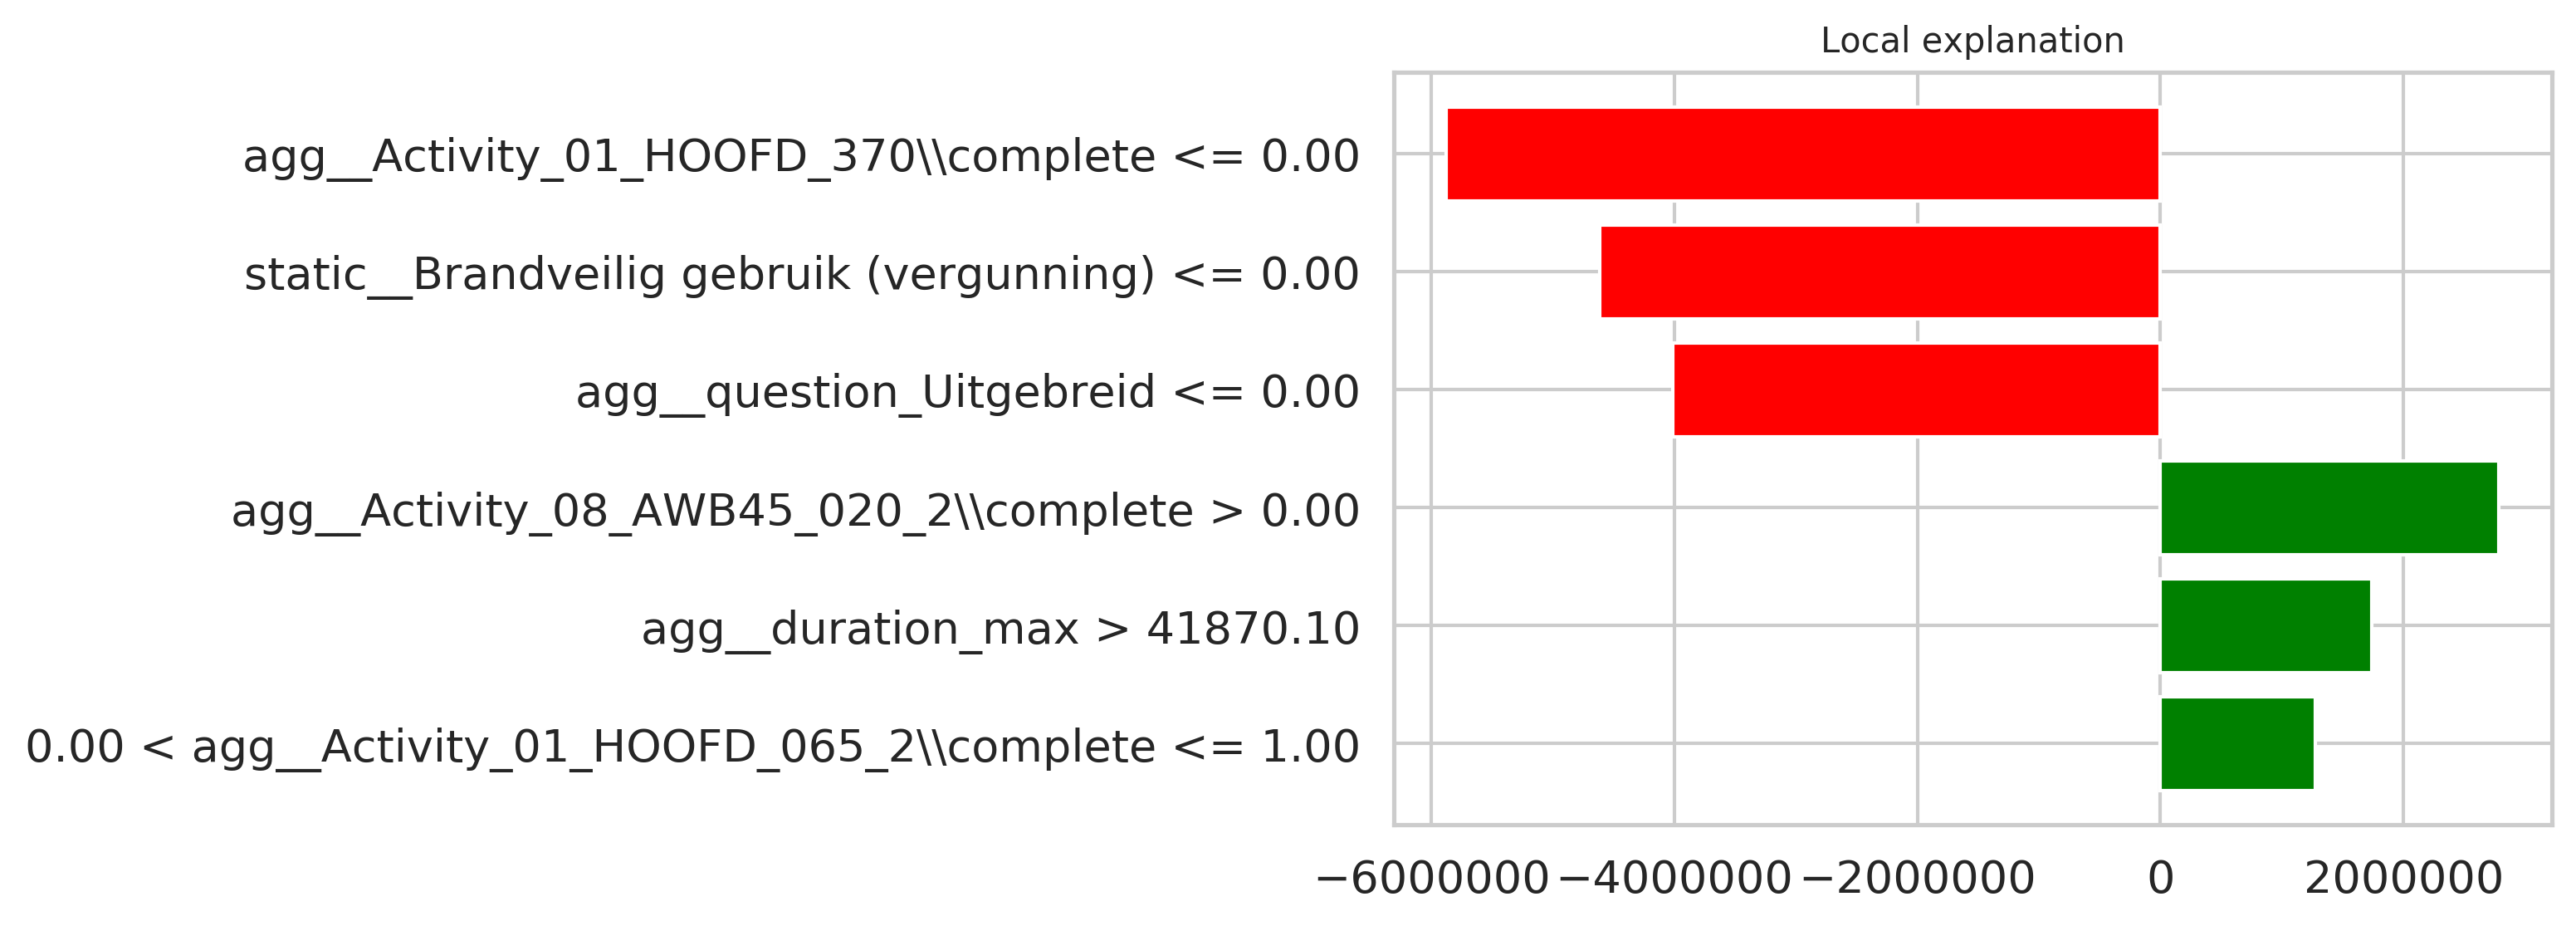 Local explanation
agg__Activity_01_HOOFD_370\\complete <= 0.00
static__Brandveilig gebruik (vergunning) <= 0.00
agg__question_Uitgebreid <= 0.00
agg__Activity_08_AWB45_020_2\\complete > 0.00
agg__duration_max > 41870.10
0.00 < agg__Activity_01_HOOFD_065_2\\complete <= 1.00
−6000000 −4000000 −2000000 0 2000000